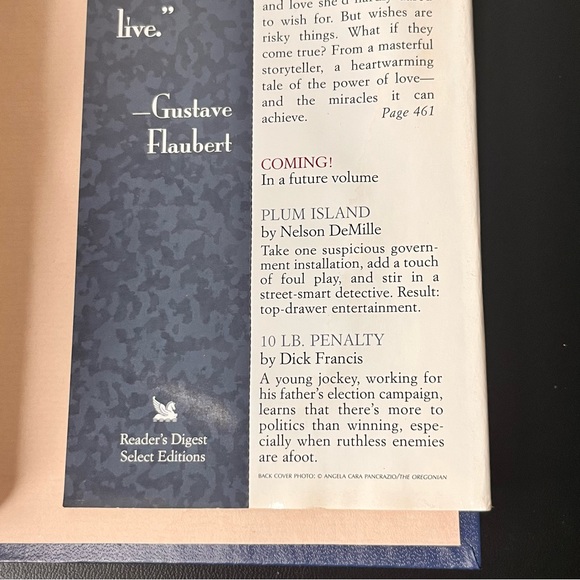 live."
—Gustave
Flaubert
Reader's Digest
Select Editions
and love she'd hardly
to wish for. But wishes are
risky things. What if they
come true? From a masterful
storyteller, a heartwarming
tale of the power of love—
and the miracles it can
achieve. Page 461
COMING!
In a future volume
PLUM ISLAND
by Nelson DeMille
Take one suspicious govern-
ment installation, add a touch
of foul play, and stir in a
street-smart detective. Result:
top-drawer entertainment.
10 LB. PENALTY
by Dick Francis
A young jockey, working for
his father's election campaign,
learns that there's more to
politics than winning, espe-
cially when ruthless enemies
are afoot.
BACK COVER PHOTO: © ANGELA CARA PANCRAZIO/THE OREGONIAN